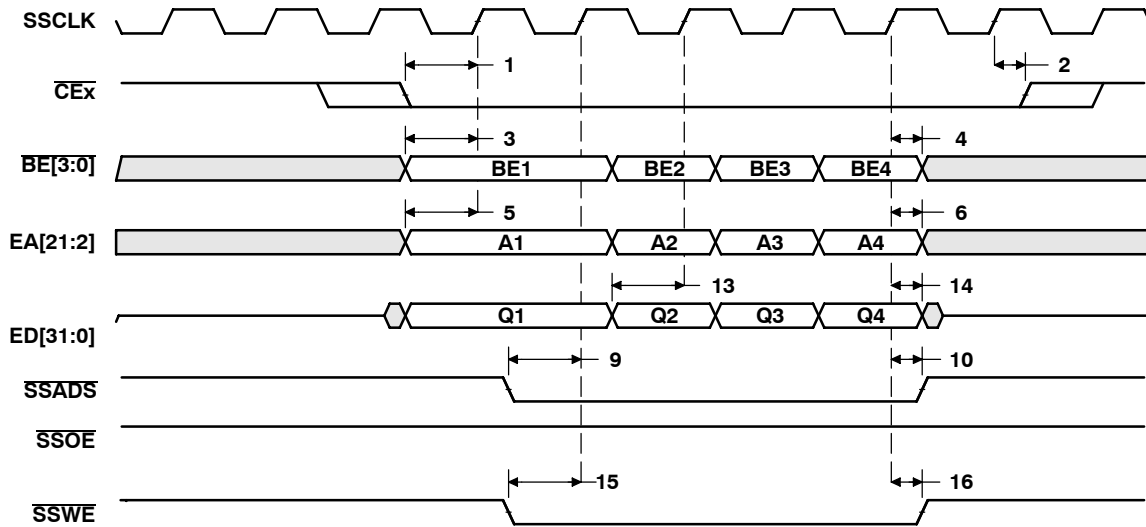 SSCLK
1 2
CEx
3 4
BE[3:0] BE1 BE2 BE3 BE4
5 6
EA[21:2] A1 A2 A3 A4
13 14
ED[31:0] Q1 Q2 Q3 Q4
9 10
SSADS
SSOE
15 16
SSWE